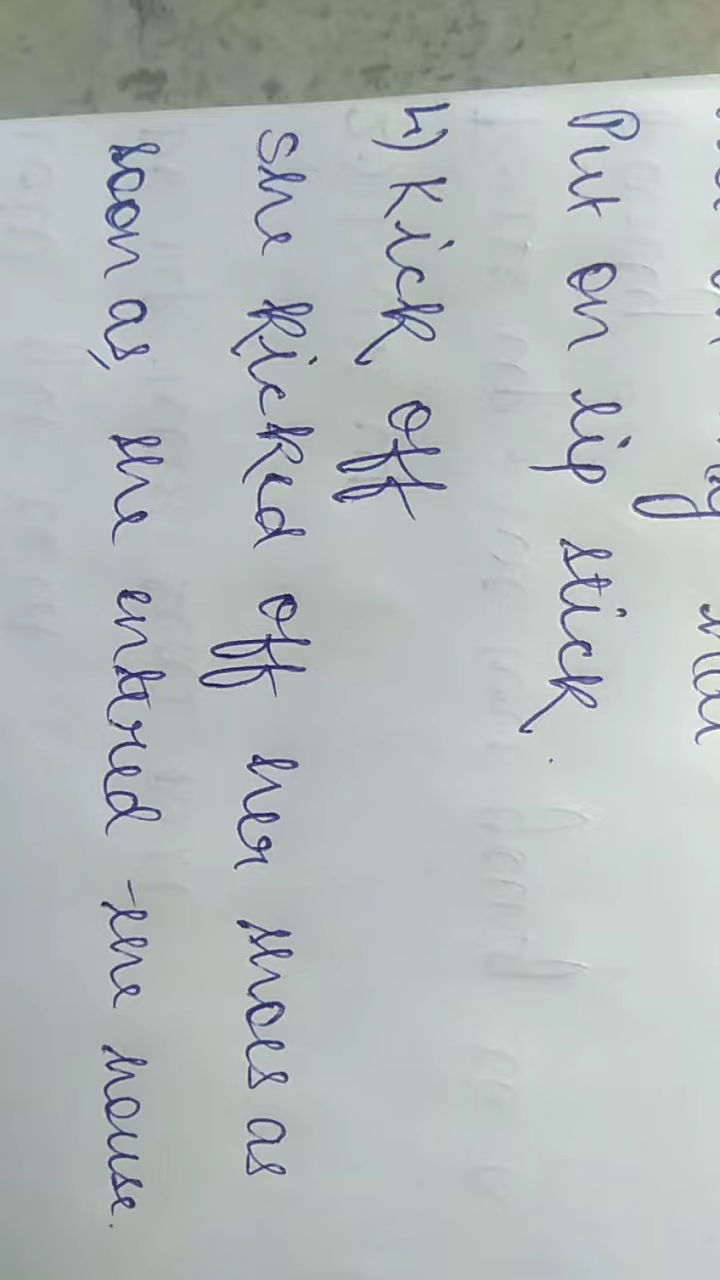 Put on lip stick.
4) Kick off
She kicked off her shoes as
soon as, she entered the house.